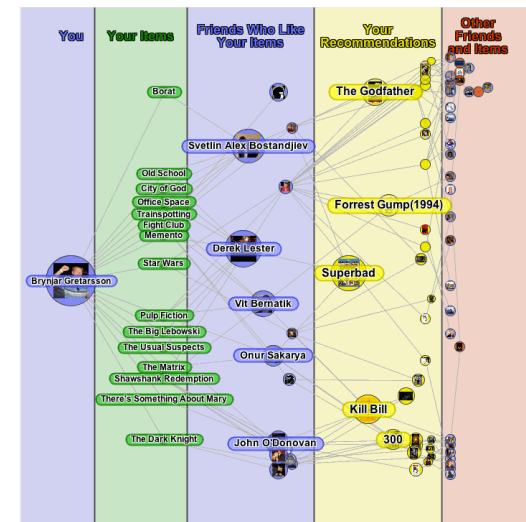 You
Your Items
Friends Who Like
Your Items
Your
Recommendations
Other
Friends
and Items
Borat
The Godfather
Svetlin Alex Bostandjiev
Old School
City of God
Office Space
Trainspotting
Fight Club
Memento
Forrest Gump(1994)
Derek Lester
Star Wars
Superbad
Brynjar Gretarsson
Vit Bernatik
Pulp Fiction
The Big Lebowski
The Usual Suspects
Onur Sakarya
The Matrix
Shawshank Redemption
There's Something About Mary
Kill Bill
The Dark Knight
John O'Donovan
300